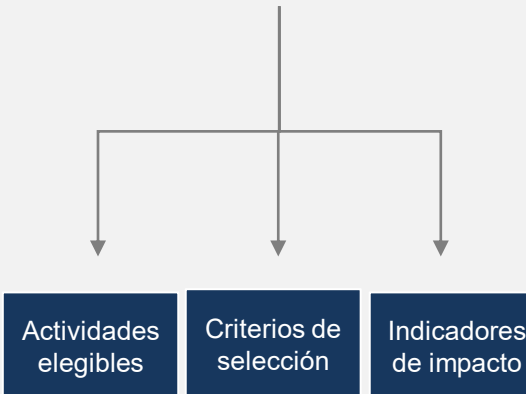 Actividades
elegibles
Criterios de
selección
Indicadores
de impacto